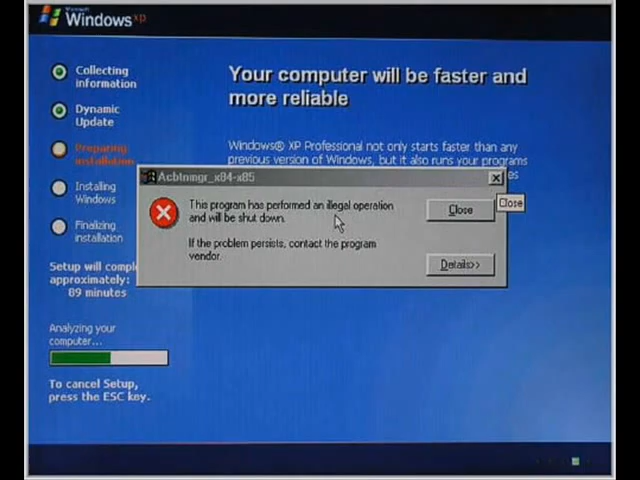 Microsoft
Windows xp
Collecting
information
Dynamic
Update
Preparing
installation
Installing
Windows
Finalizing
installation
Setup will comple
approximately:
89 minutes
Analyzing your
computer...
To cancel Setup,
press the ESC key.
Your computer will be faster and
more reliable
Windows® XP Professional not only starts faster than any
previous version of Windows, but it also runs your programs
es
Acbtnmgr_x84-x85
This program has performed an illegal operation
and will be shut down.
If the problem persists, contact the program
vendor.
Close
Close
Details>>